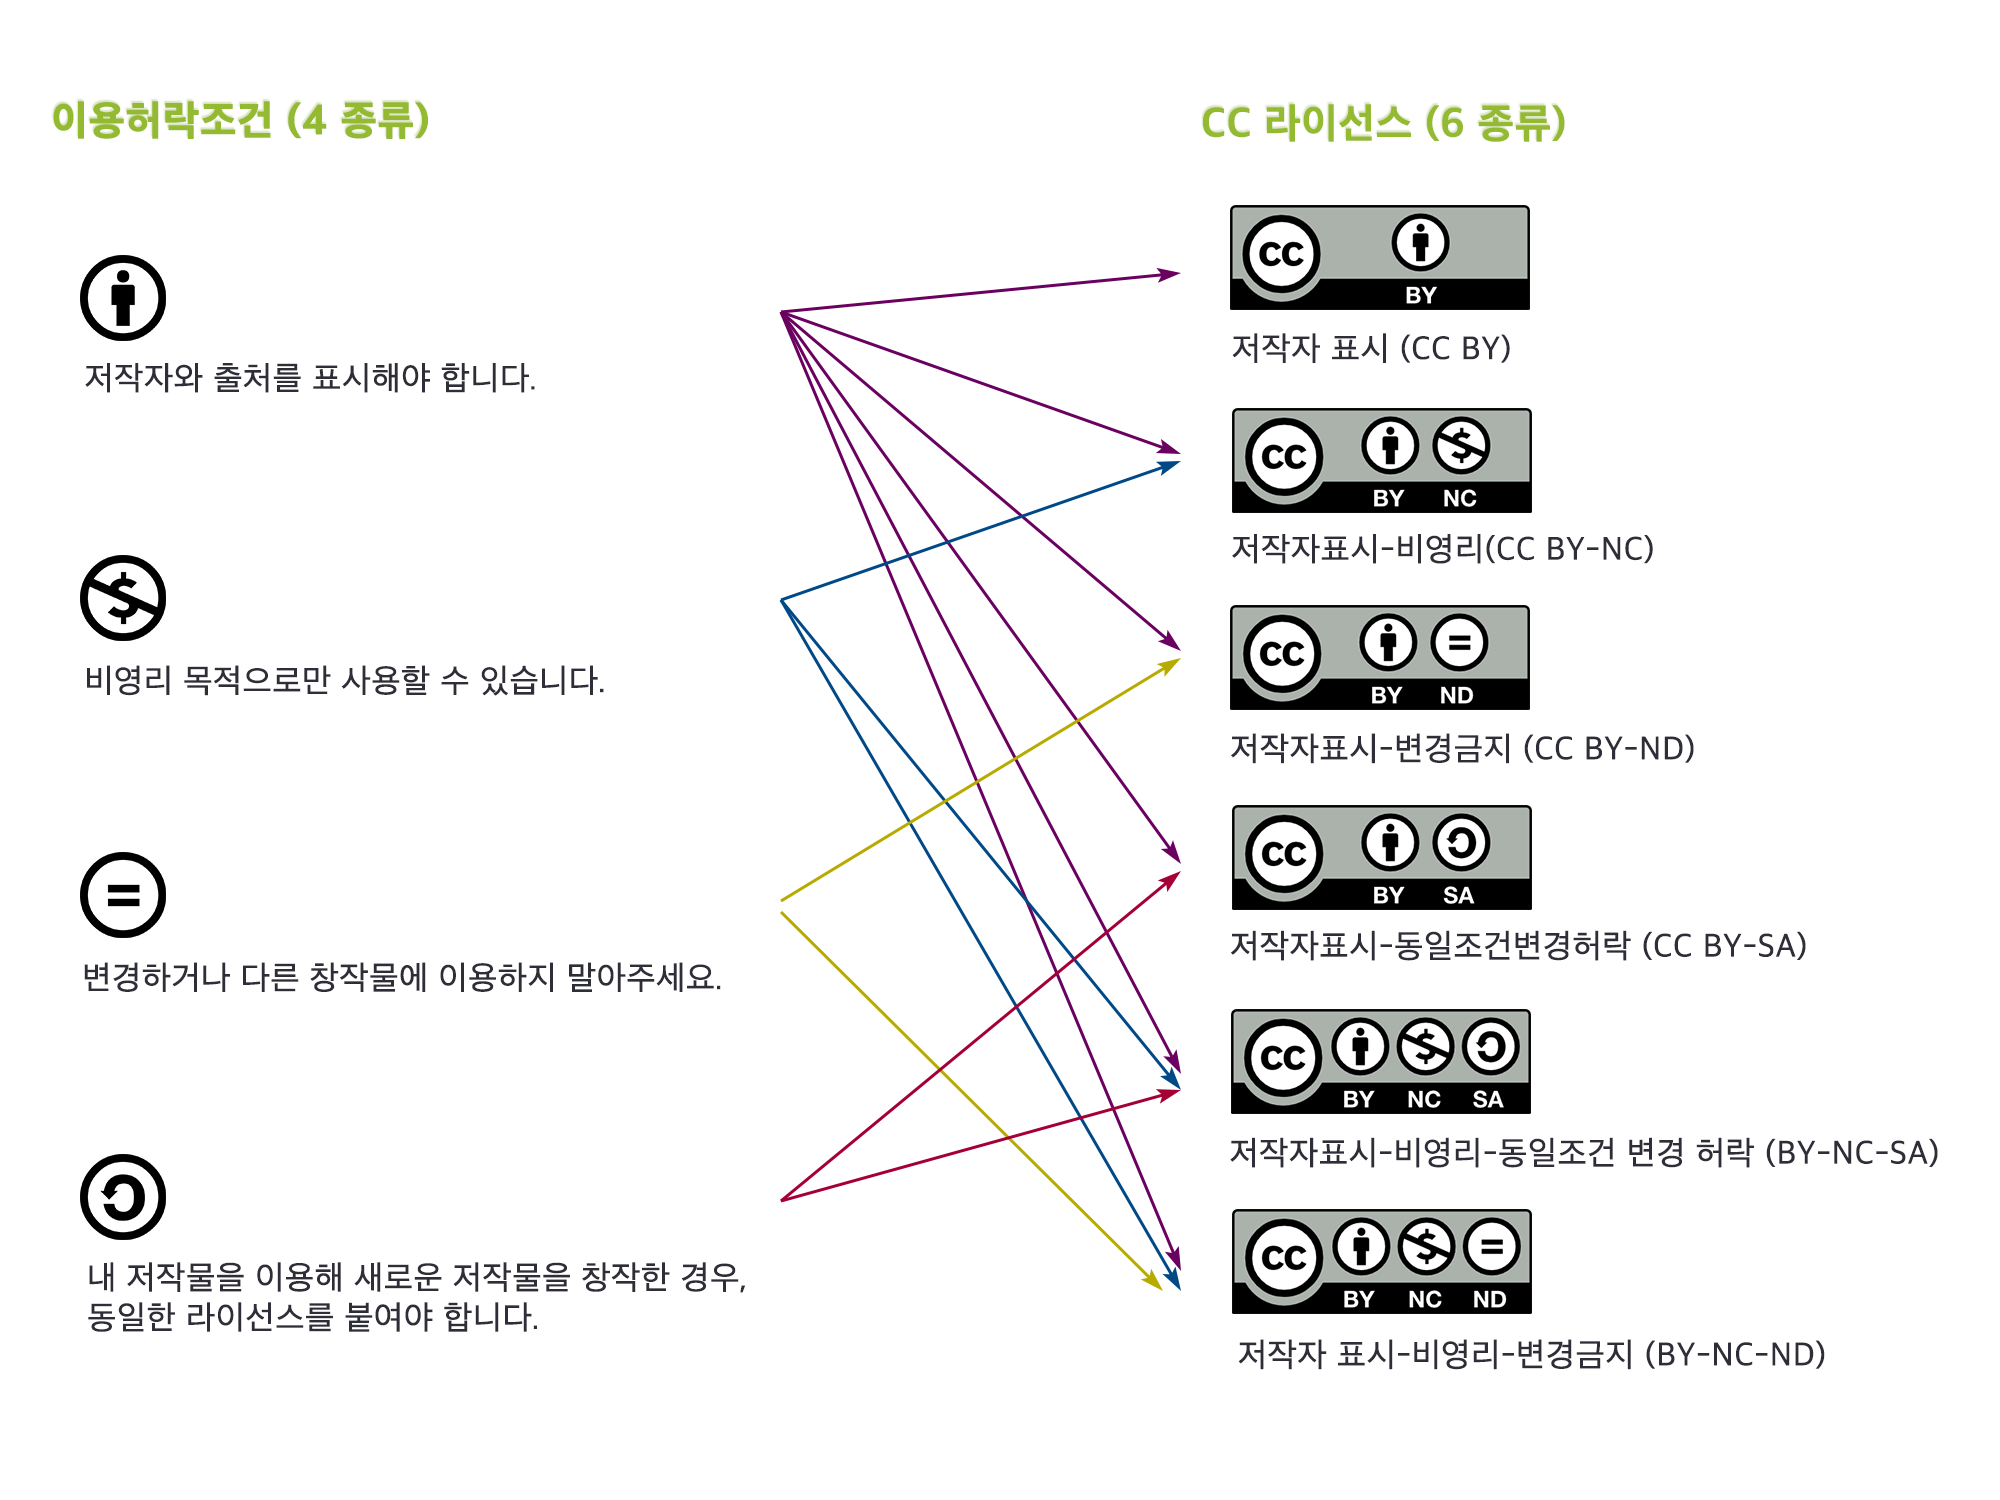 이용허락조건 (4 종류)
저작자와 출처를 표시해야 합니다.
비영리 목적으로만 사용할 수 있습니다.
변경하거나 다른 창작물에 이용하지 말아주세요.
내 저작물을 이용해 새로운 저작물을 창작한 경우,
동일한 라이선스를 붙여야 합니다.
CC 라이선스 (6 종류)
cc
BY
저작자 표시 (CC BY)
cc
BY NC
저작자표시-비영리(CC BY-NC)
cc
BY ND
저작자표시-변경금지 (CC BY-ND)
cc
BY SA
저작자표시-동일조건변경허락 (CC BY-SA)
cc
BY NC SA
저작자표시-비영리-동일조건 변경 허락 (BY-NC-SA)
cc
BY NC ND
저작자 표시-비영리-변경금지 (BY-NC-ND)